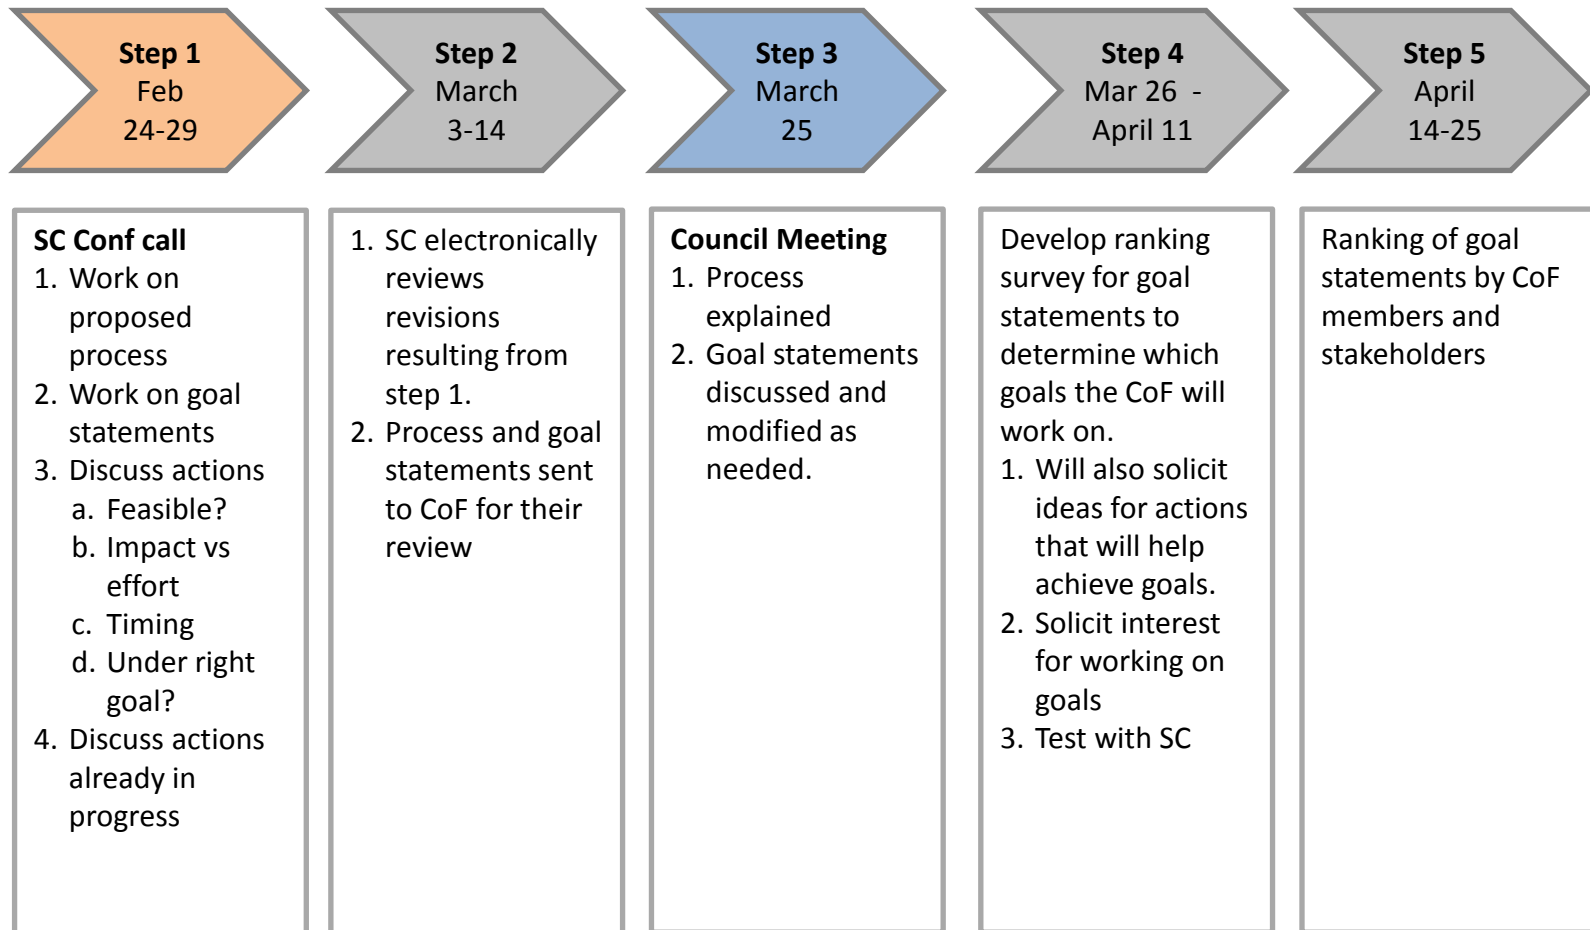 Step 1
Feb
24-29
Step 2
March
3-14
Step 3
March
25
Step 4
Mar 26 -
April 11
Step 5
April
14-25
SC Conf call
1. Work on
proposed
process
2. Work on goal
statements
3. Discuss actions
a. Feasible?
b. Impact vs
effort
c. Timing
d. Under right
goal?
4. Discuss actions
already in
progress
1. SC electronically
reviews
revisions
resulting from
step 1.
2. Process and goal
statements sent
to CoF for their
review
Council Meeting
1. Process
explained
2. Goal statements
discussed and
modified as
needed.
Develop ranking
survey for goal
statements to
determine which
goals the CoF will
work on.
1. Will also solicit
ideas for actions
that will help
achieve goals.
2. Solicit interest
for working on
goals
3. Test with SC
Ranking of goal
statements by CoF
members and
stakeholders